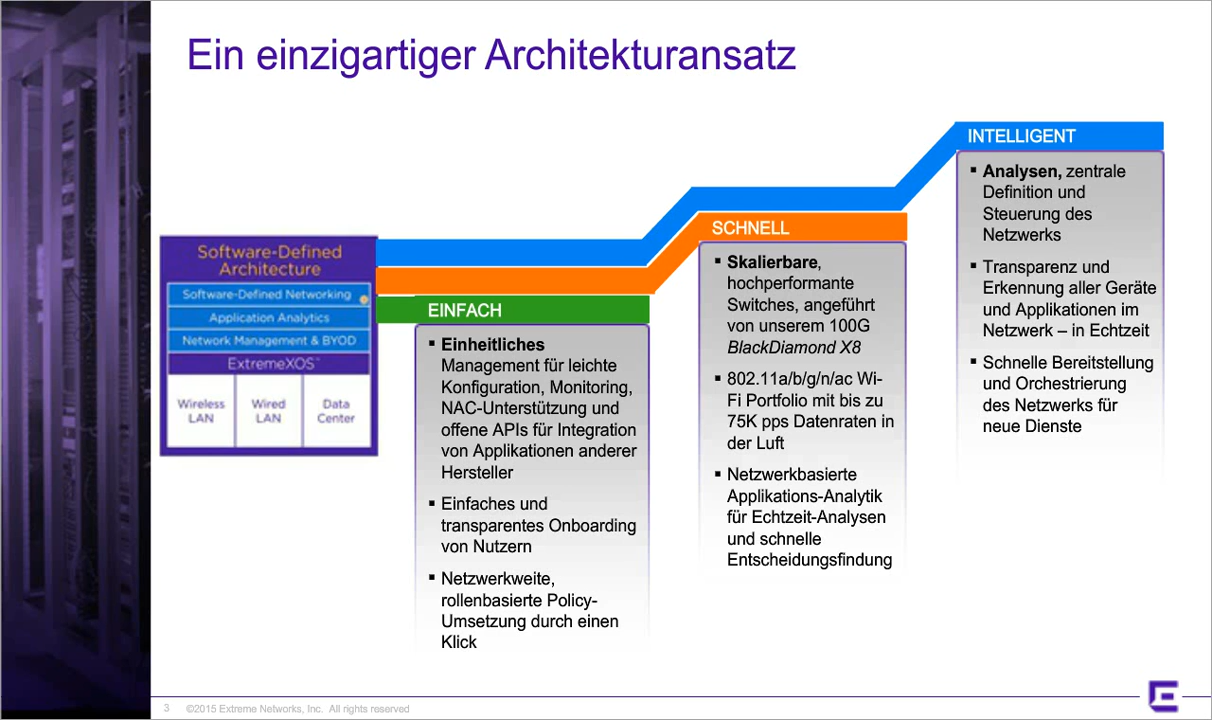 Ein einzigartiger Architekturansatz
Software-Defined
Architecture
Software-Defined Networking
Application Analytics
Network Management & BYOD
ExtremeXOS™
Wireless
LAN
Wired
LAN
Data
Center
EINFACH
▪ Einheitliches
Management für leichte
Konfiguration, Monitoring,
NAC-Unterstützung und
offene APIs für Integration
von Applikationen anderer
Hersteller
▪ Einfaches und
transparentes Onboarding
von Nutzern
▪ Netzwerkweite,
rollenbasierte Policy-
Umsetzung durch einen
Klick
SCHNELL
▪ Skalierbare,
hochperformante
Switches, angeführt
von unserem 100G
BlackDiamond X8
▪ 802.11a/b/g/n/ac Wi-
Fi Portfolio mit bis zu
75K pps Datenraten in
der Luft
▪ Netzwerkbasierte
Applikations-Analytik
für Echtzeit-Analysen
und schnelle
Entscheidungsfindung
INTELLIGENT
▪ Analysen, zentrale
Definition und
Steuerung des
Netzwerks
▪ Transparenz und
Erkennung aller Geräte
und Applikationen im
Netzwerk – in Echtzeit
▪ Schnelle Bereitstellung
und Orchestrierung
des Netzwerks für
neue Dienste
3 ©2015 Extreme Networks, Inc. All rights reserved